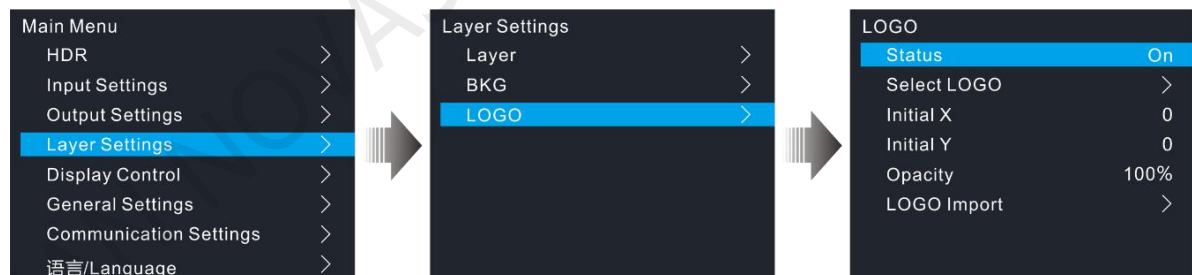 Main Menu
HDR
Input Settings
Output Settings
Layer Settings
Display Control
General Settings
Communication Settings
语言/Language
Layer Settings
Layer
BKG
LOGO
LOGO
Status On
Select LOGO
Initial X 0
Initial Y 0
Opacity 100%
LOGO Import